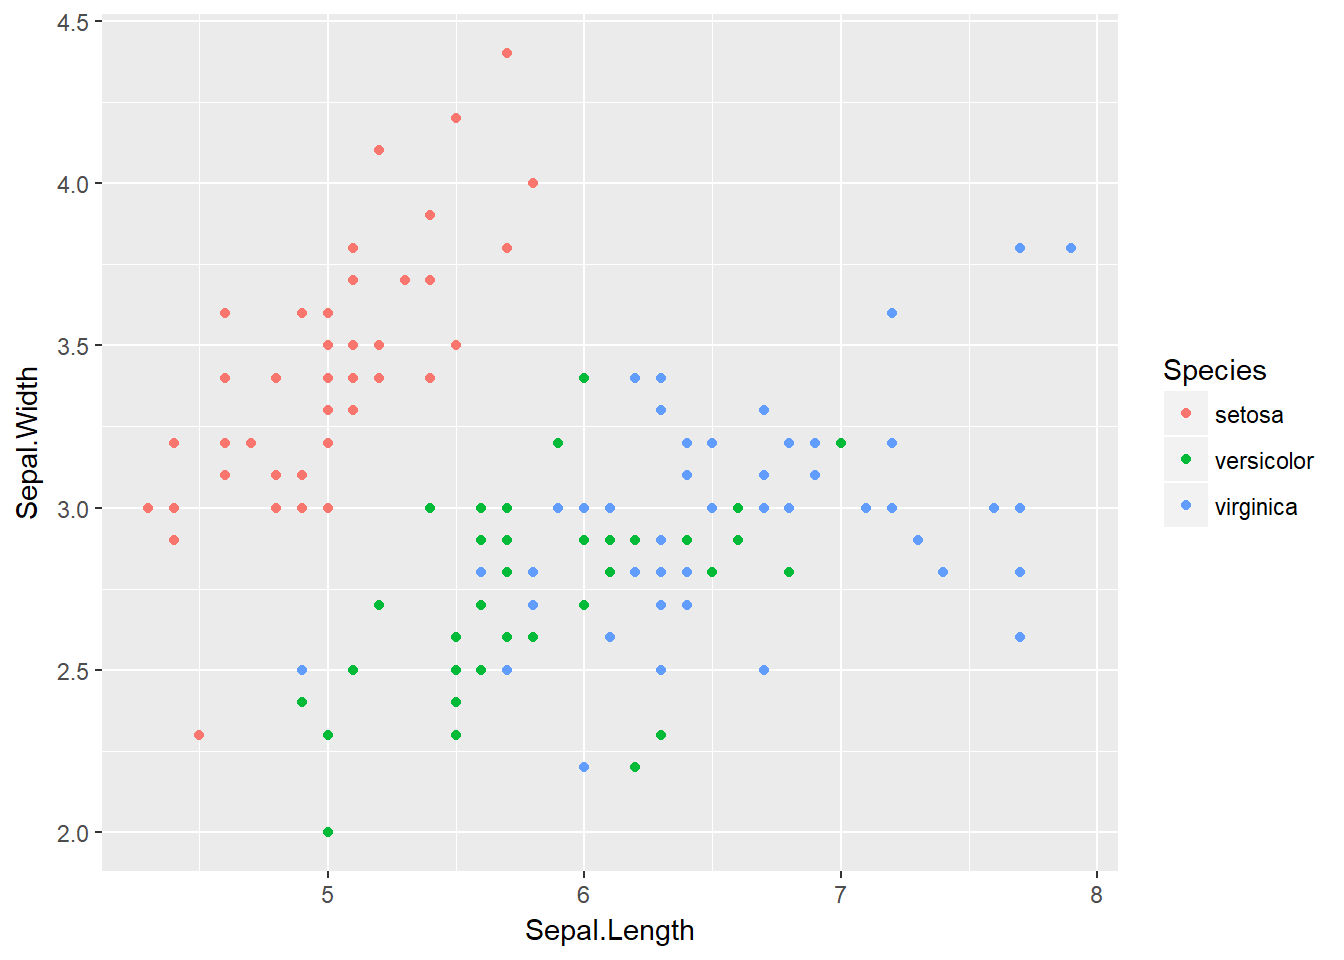 4.5
4.0
3.5
3.0
2.5
2.0
Sepal.Width
5 6 7 8
Sepal.Length
Species
setosa
versicolor
virginica